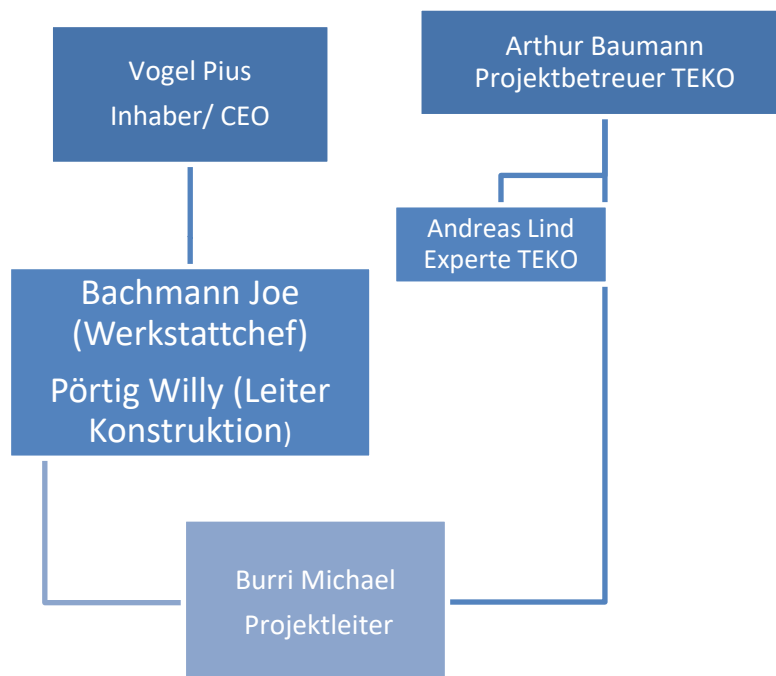 Vogel Pius
Inhaber/ CEO
Arthur Baumann
Projektbetreuer TEKO
Andreas Lind
Experte TEKO
Bachmann Joe
(Werkstattchef)
Pörtig Willy (Leiter
Konstruktion)
Burri Michael
Projektleiter